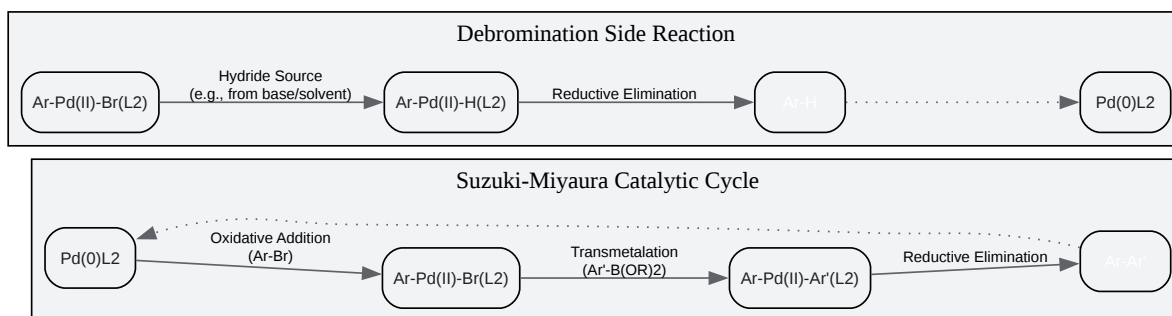 Debromination Side Reaction
Ar-Pd(II)-Br(L2)
Hydride Source
(e.g., from base/solvent)
Ar-Pd(II)-H(L2)
Reductive Elimination
Ar-H
Pd(0)L2
Suzuki-Miyaura Catalytic Cycle
Pd(0)L2
Oxidative Addition
(Ar-Br)
Ar-Pd(II)-Br(L2)
Transmetalation
(Ar'-B(OR)2)
Ar-Pd(II)-Ar'(L2)
Reductive Elimination
Ar-Ar'